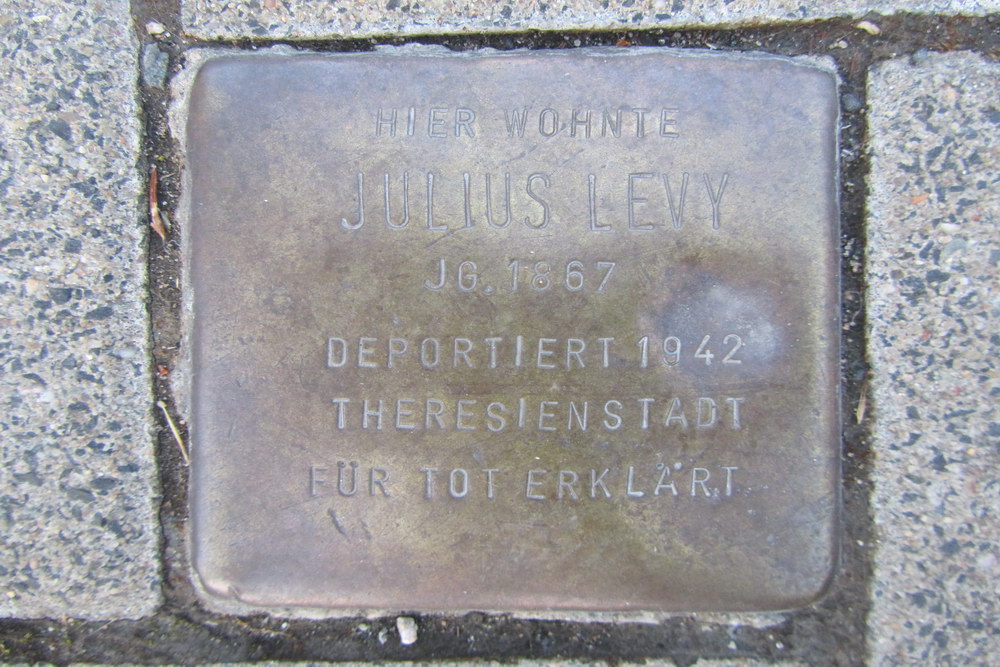 HIER WOHNTE
JULIUS LEVY
JG. 1867
DEPORTIERT 1942
THERESIENSTADT
FÜR TOT ERKLÄRT